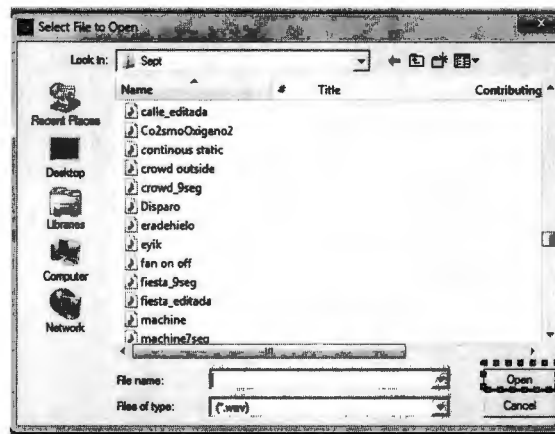 Select File to Open
Look in:
Sept
Name
#
Title
Contributing
Recent Places
Desktop
Libraries
Computer
Network
calle_editada
Co2smoOxigeno2
continous static
crowd outside
crowd_9seg
Disparo
eradehielo
eyik
fan on off
fiesta_9seg
fiesta_editada
machine
machine7seg
File name:
Open
Files of type:
(*.wav)
Cancel